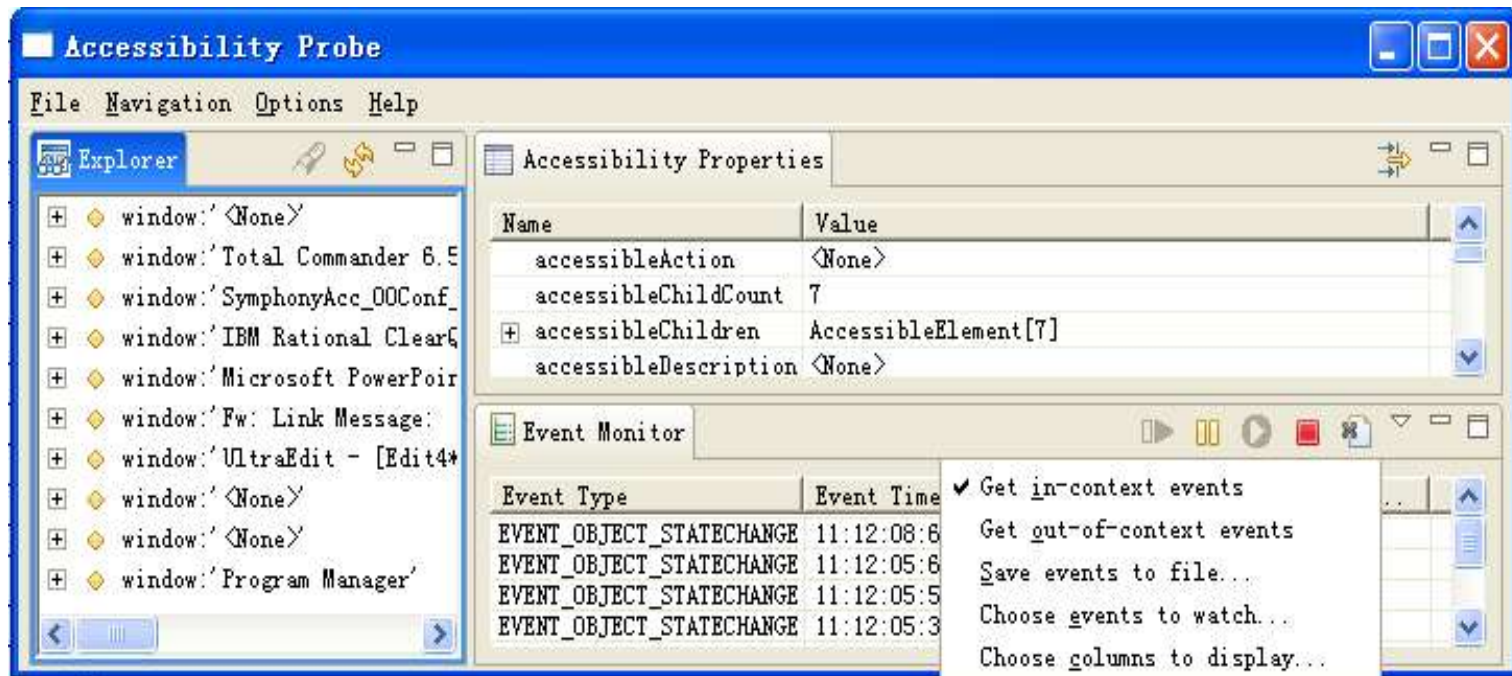 Accessibility Probe
File Navigation Options Help
Explorer
window:'<None>'
window:'Total Commander 6.5
window:'SymphonyAcc_OOConf_
window:'IBM Rational ClearQ
window:'Microsoft PowerPoin
window:'Fw: Link Message:
window:'UltraEdit - [Edit4*
window:'<None>'
window:'<None>'
window:'Program Manager'
Accessibility Properties
Name Value
accessibleAction <None>
accessibleChildCount 7
accessibleChildren AccessibleElement[7]
accessibleDescription <None>
Event Monitor
Event Type Event Time ..
EVENT_OBJECT_STATECHANGE 11:12:08:6
EVENT_OBJECT_STATECHANGE 11:12:05:6
EVENT_OBJECT_STATECHANGE 11:12:05:5
EVENT_OBJECT_STATECHANGE 11:12:05:3
Get in-context events
Get out-of-context events
Save events to file...
Choose events to watch...
Choose columns to display...